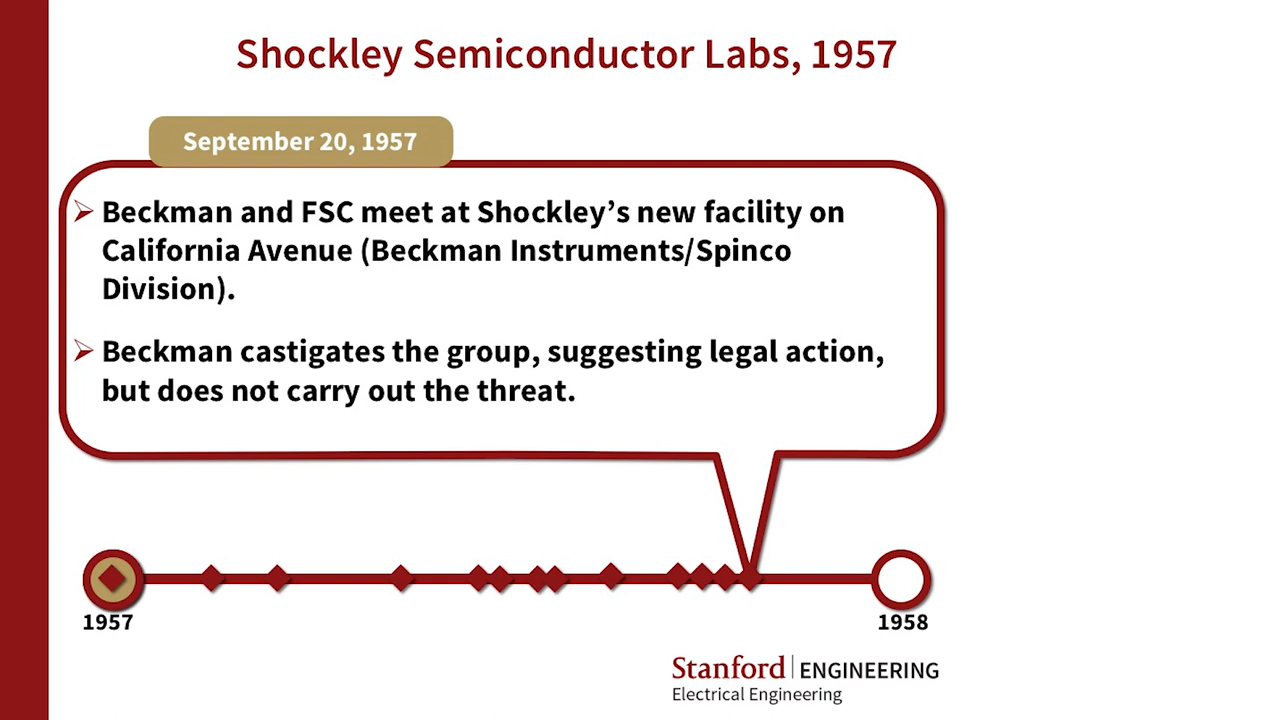 Shockley Semiconductor Labs, 1957
September 20, 1957
Beckman and FSC meet at Shockley’s new facility on
California Avenue (Beckman Instruments/Spinco
Division).
Beckman castigates the group, suggesting legal action,
but does not carry out the threat.
1957
1958
Stanford | ENGINEERING
Electrical Engineering